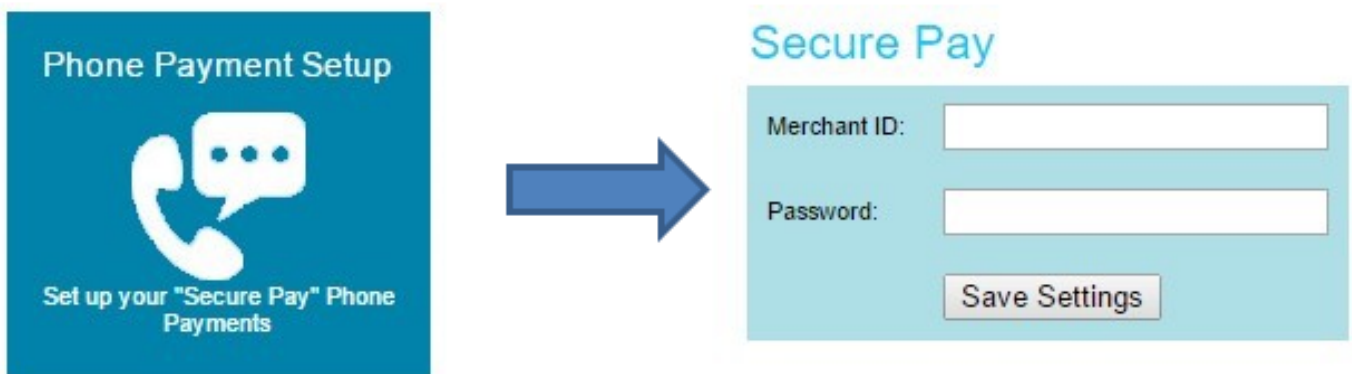 Phone Payment Setup
Set up your "Secure Pay" Phone
Payments
Secure Pay
Merchant ID:
Password:
Save Settings